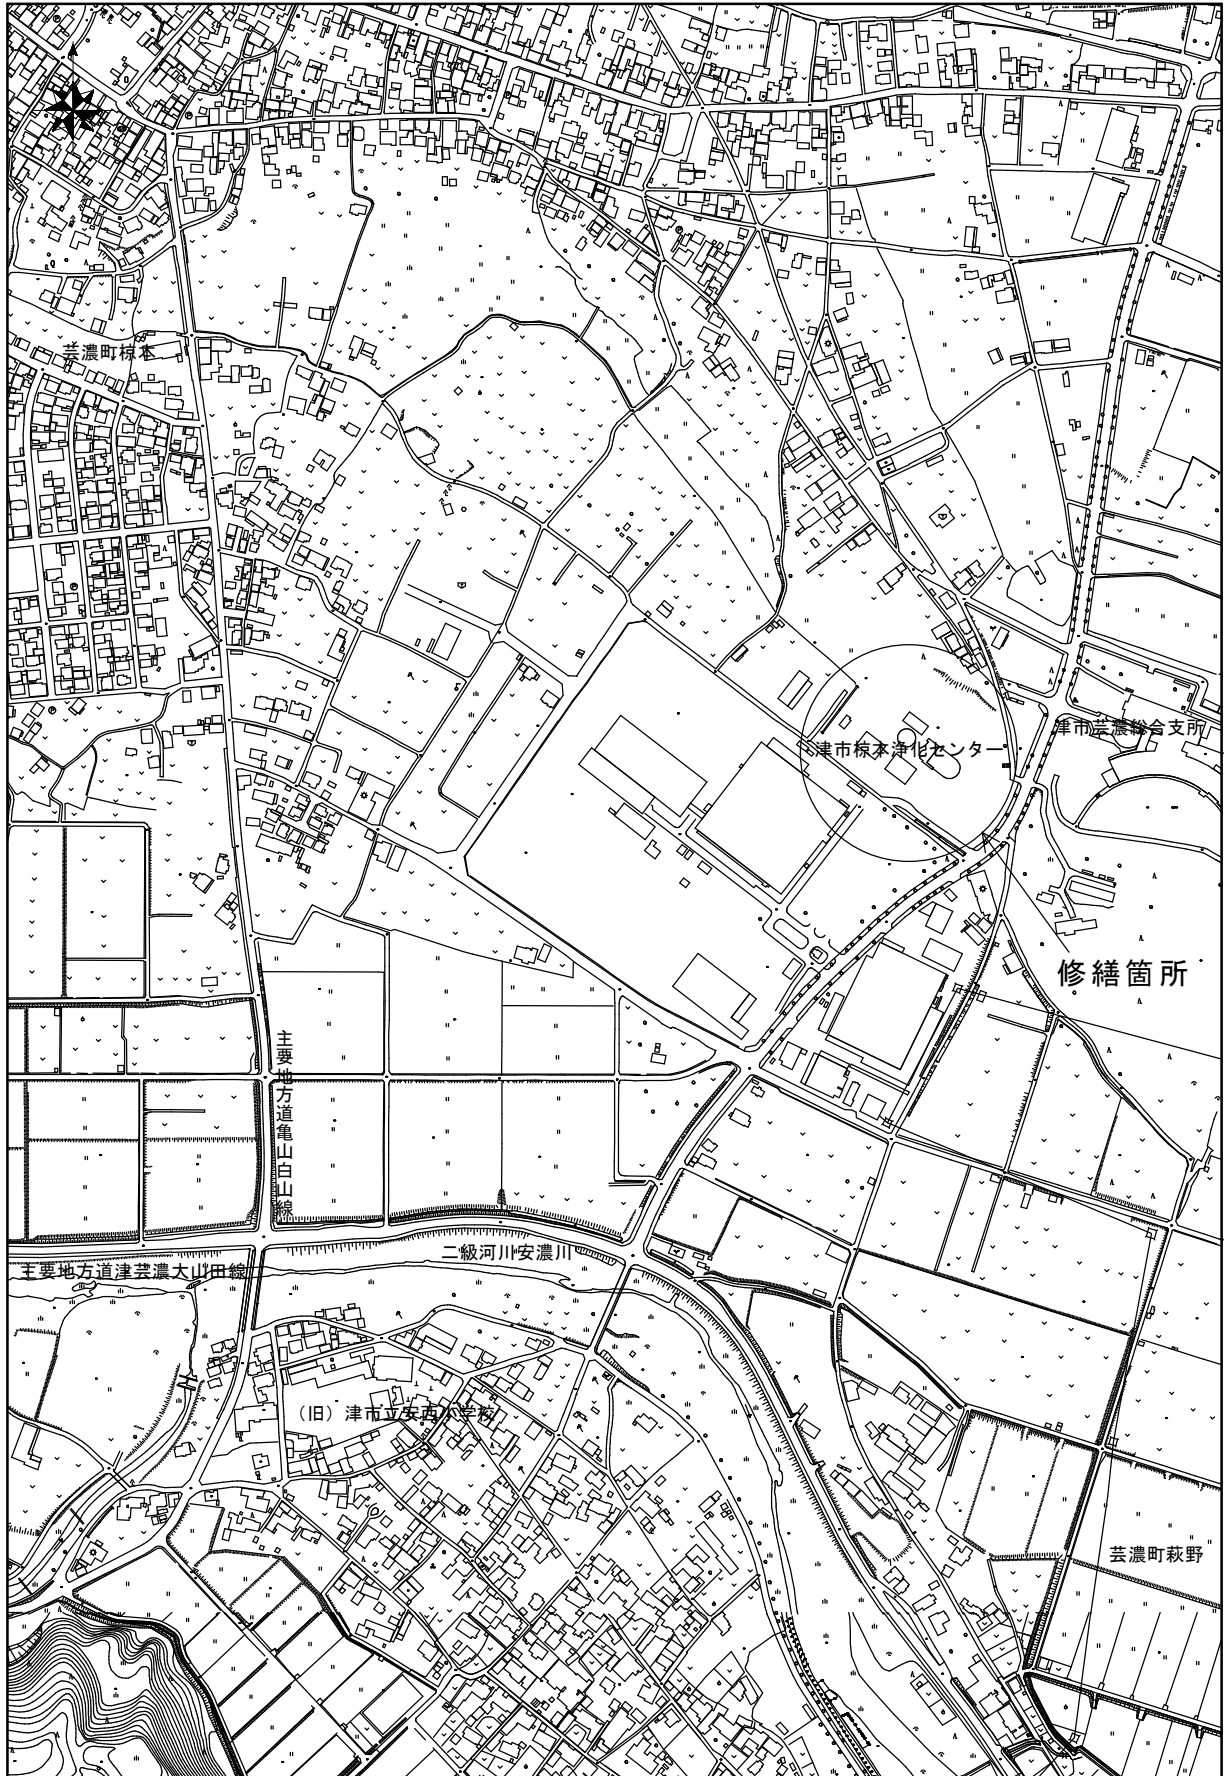 芸濃町椋本
津市芸濃総合支所
津市椋本浄化センター
修繕箇所
主要地方道亀山白山線
二級河川安濃川
主要地方道津芸濃大山田線
（旧）津市立安西小学校
芸濃町萩野